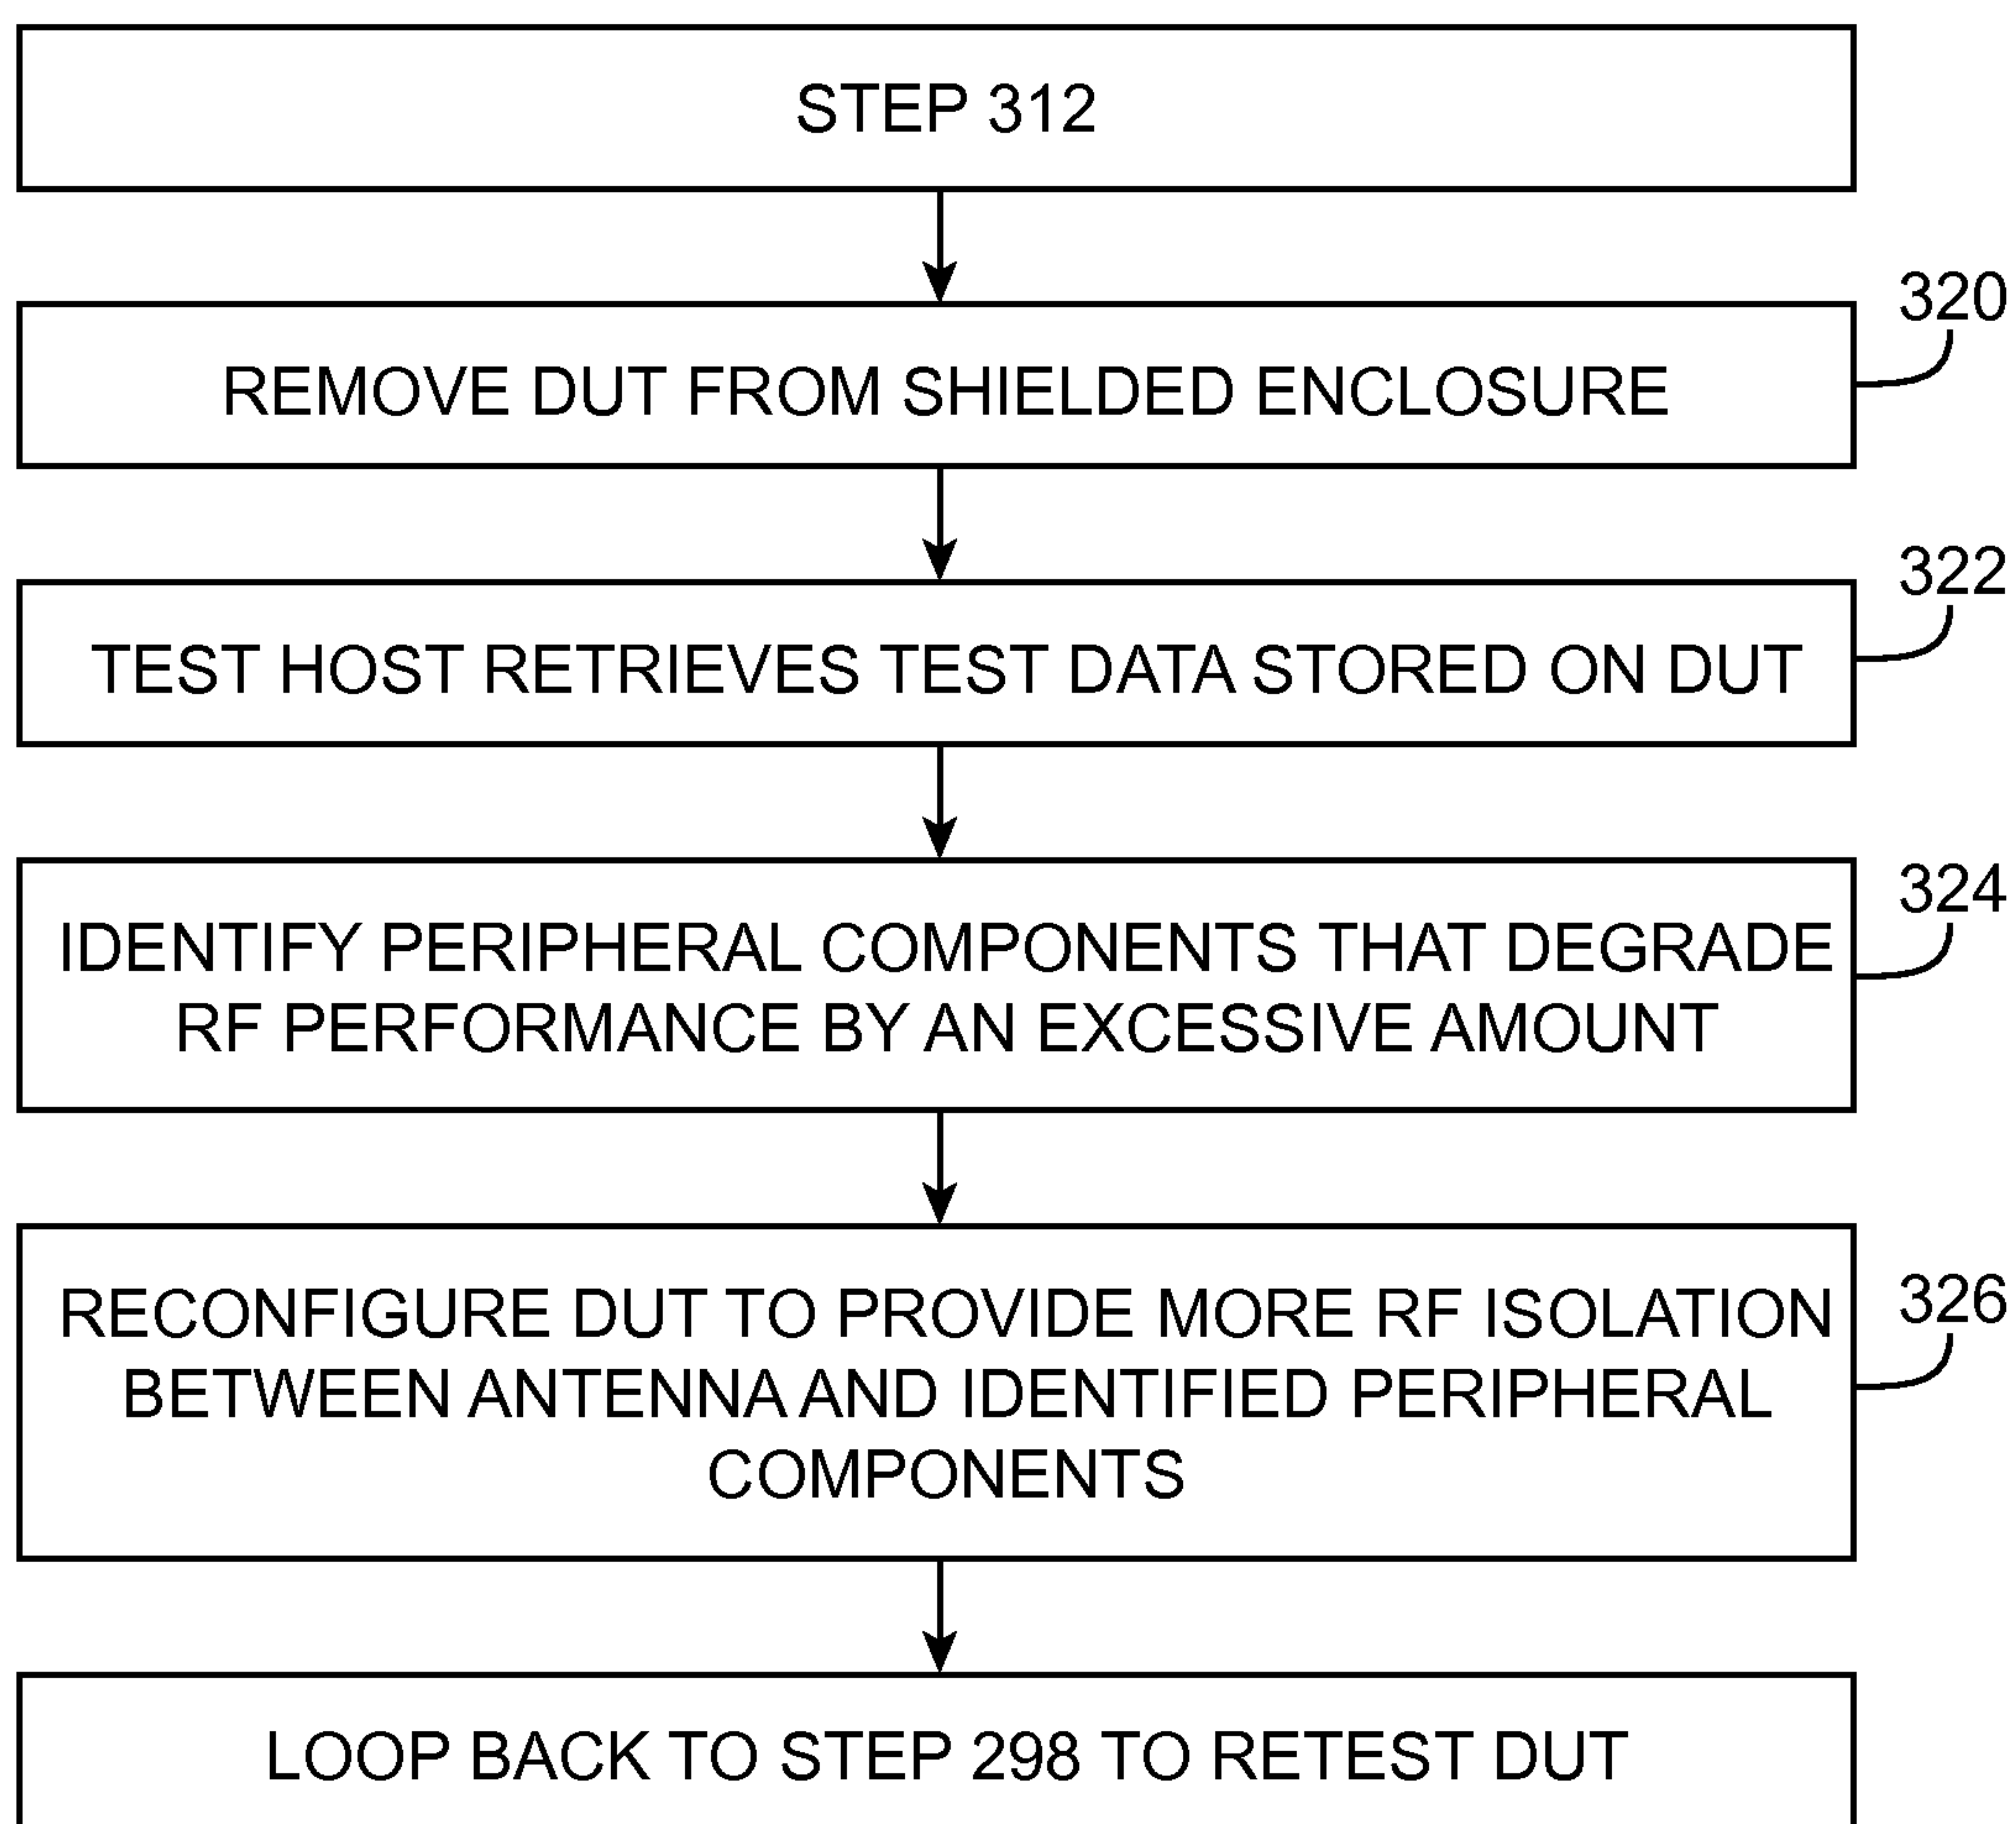 STEP 312
320
REMOVE DUT FROM SHIELDED ENCLOSURE
322
TEST HOST RETRIEVES TEST DATA STORED ON DUT
324
IDENTIFY PERIPHERAL COMPONENTS THAT DEGRADE
RF PERFORMANCE BY AN EXCESSIVE AMOUNT
326
RECONFIGURE DUT TO PROVIDE MORE RF ISOLATION
BETWEEN ANTENNA AND IDENTIFIED PERIPHERAL
COMPONENTS
LOOP BACK TO STEP 298 TO RETEST DUT